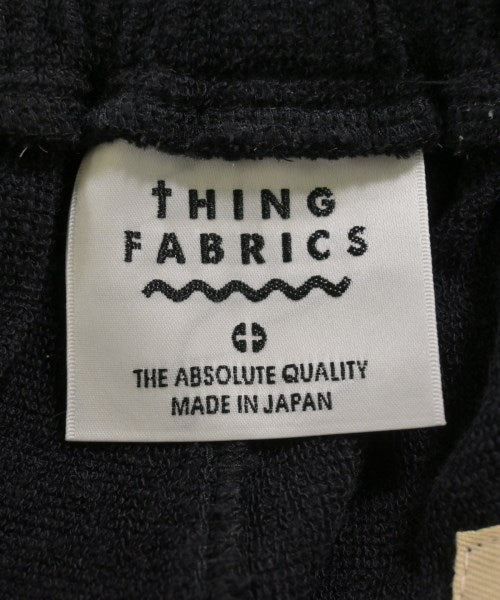 tHING
FABRICS
THE ABSOLUTE QUALITY
MADE IN JAPAN